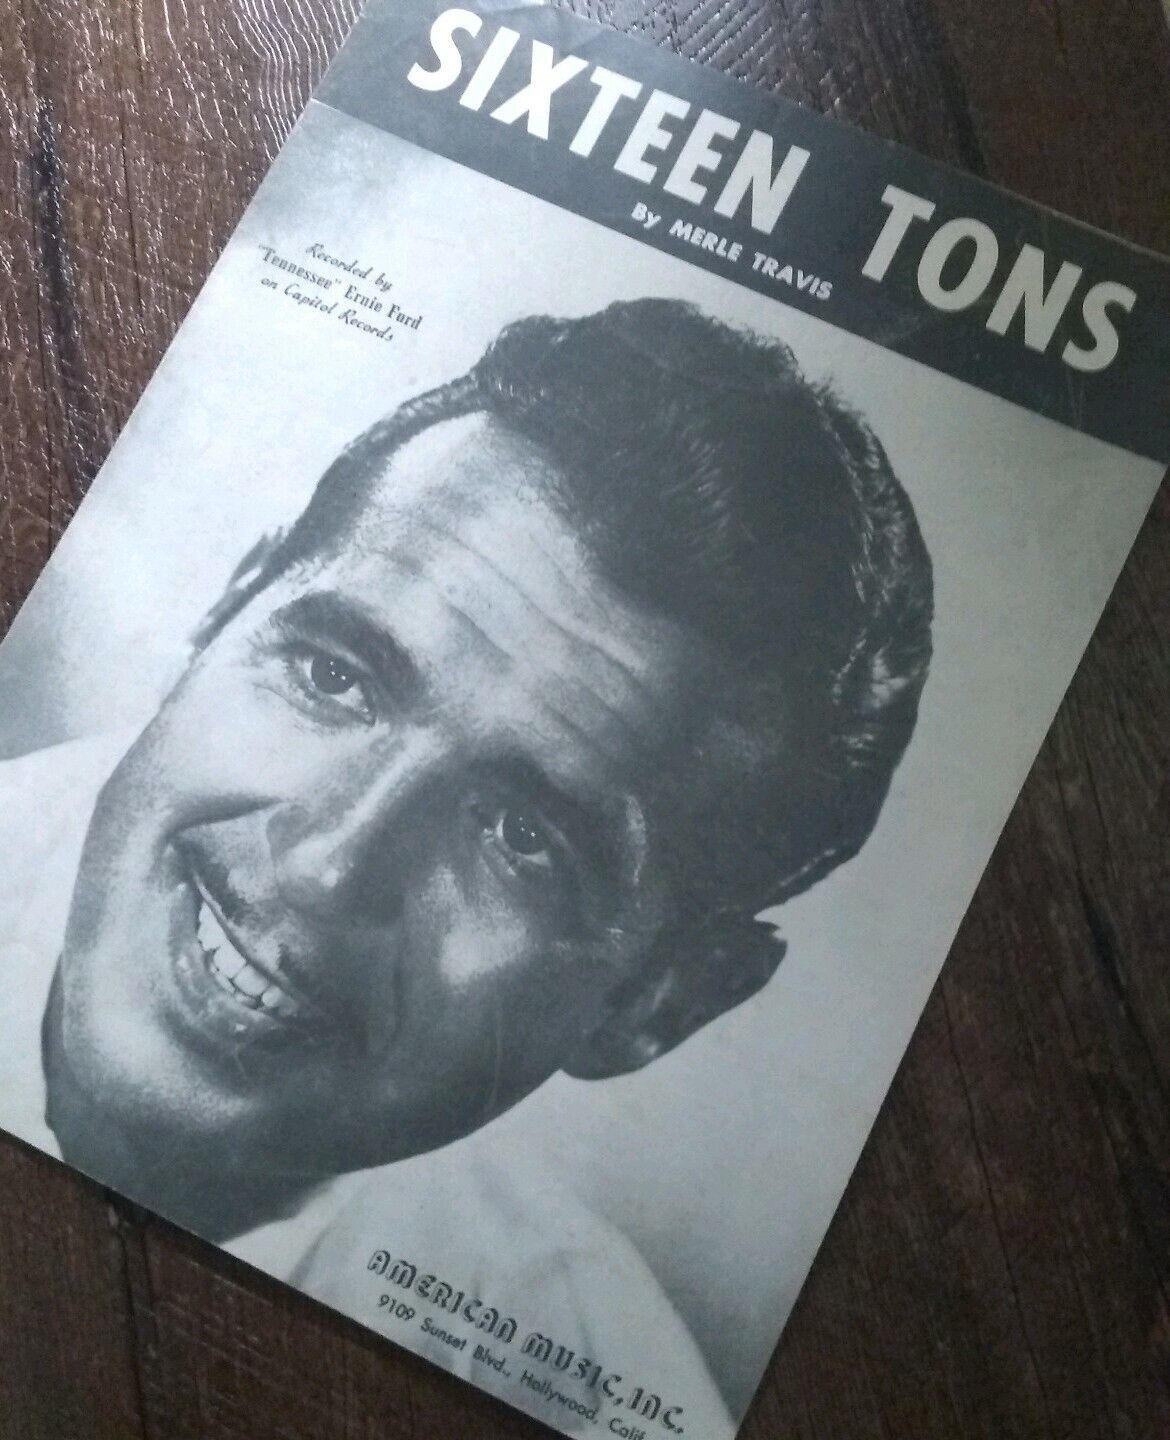 SIXTEEN TONS
By MERLE TRAVIS
Recorded by
"Tennessee" Ernie Ford
on Capitol Records
AMERICAN MUSIC, INC.
9109 Sunset Blvd., Hollywood, Calif